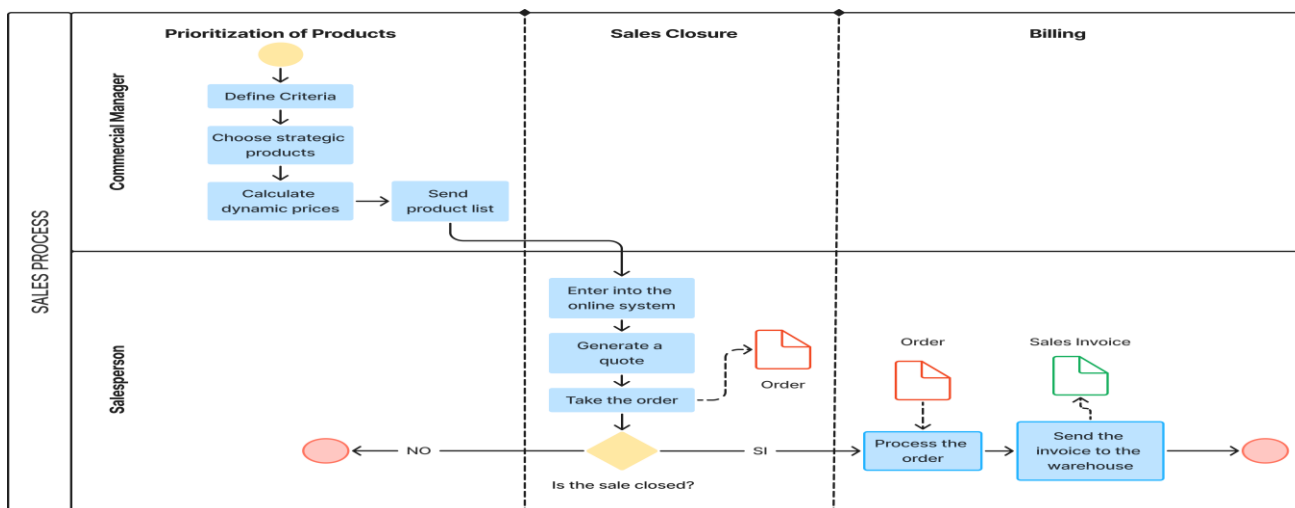 SALES PROCESS
Prioritization of Products
Sales Closure
Billing
Commercial Manager
Define Criteria
Choose strategic
products
Calculate
dynamic prices
Send
product list
Salesperson
Enter into the
online system
Generate a
quote
Take the order
Order
Is the sale closed?
NO
SI
Order
Process the
order
Sales Invoice
Send the
invoice to the
warehouse